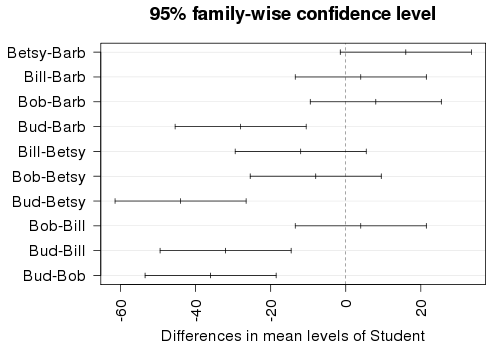 95% family-wise confidence level
Betsy-Barb
Bill-Barb
Bob-Barb
Bud-Barb
Bill-Betsy
Bob-Betsy
Bud-Betsy
Bob-Bill
Bud-Bill
Bud-Bob
-60 -40 -20 0 20
Differences in mean levels of Student